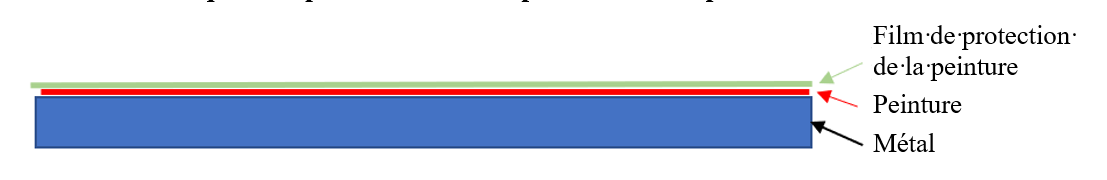 Film·de·protection·
de·la·peinture
Peinture
Métal